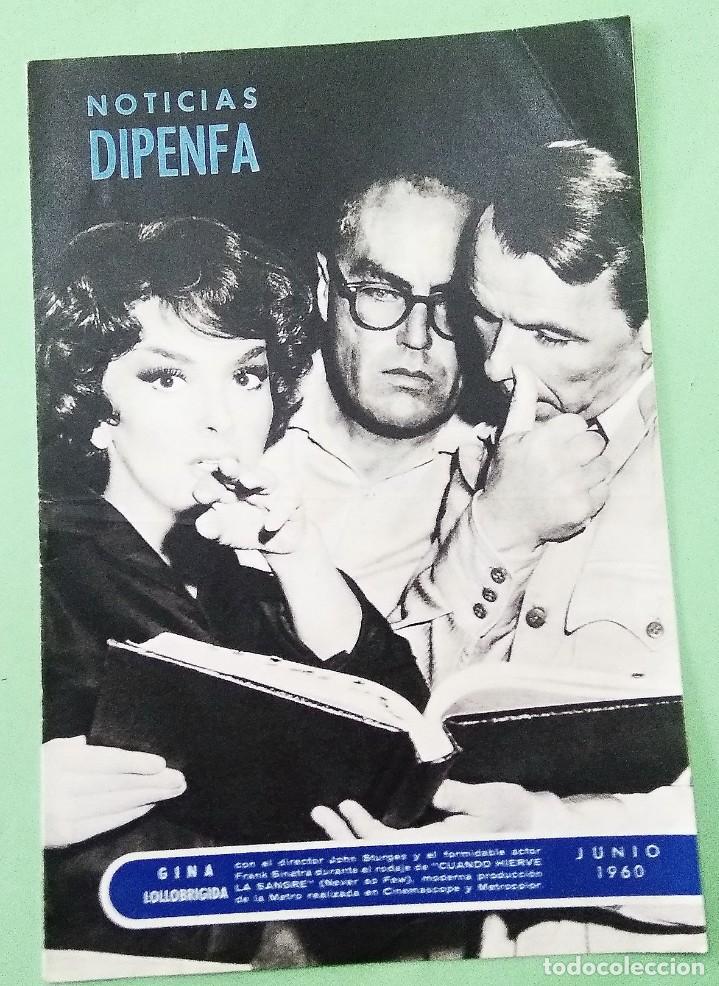 NOTICIAS
DIPENFA
GINA
LOLLOBRIGIDA
con el director John Sturges y el formidable actor
Frank Sinatra durante el rodaje de "CUANDO HIERVE
LA SANGRE" (Never so Few), moderna producción
de la Metro realizada en Cinemascope y Metrocolor
JUNIO
1960
todocoleccion